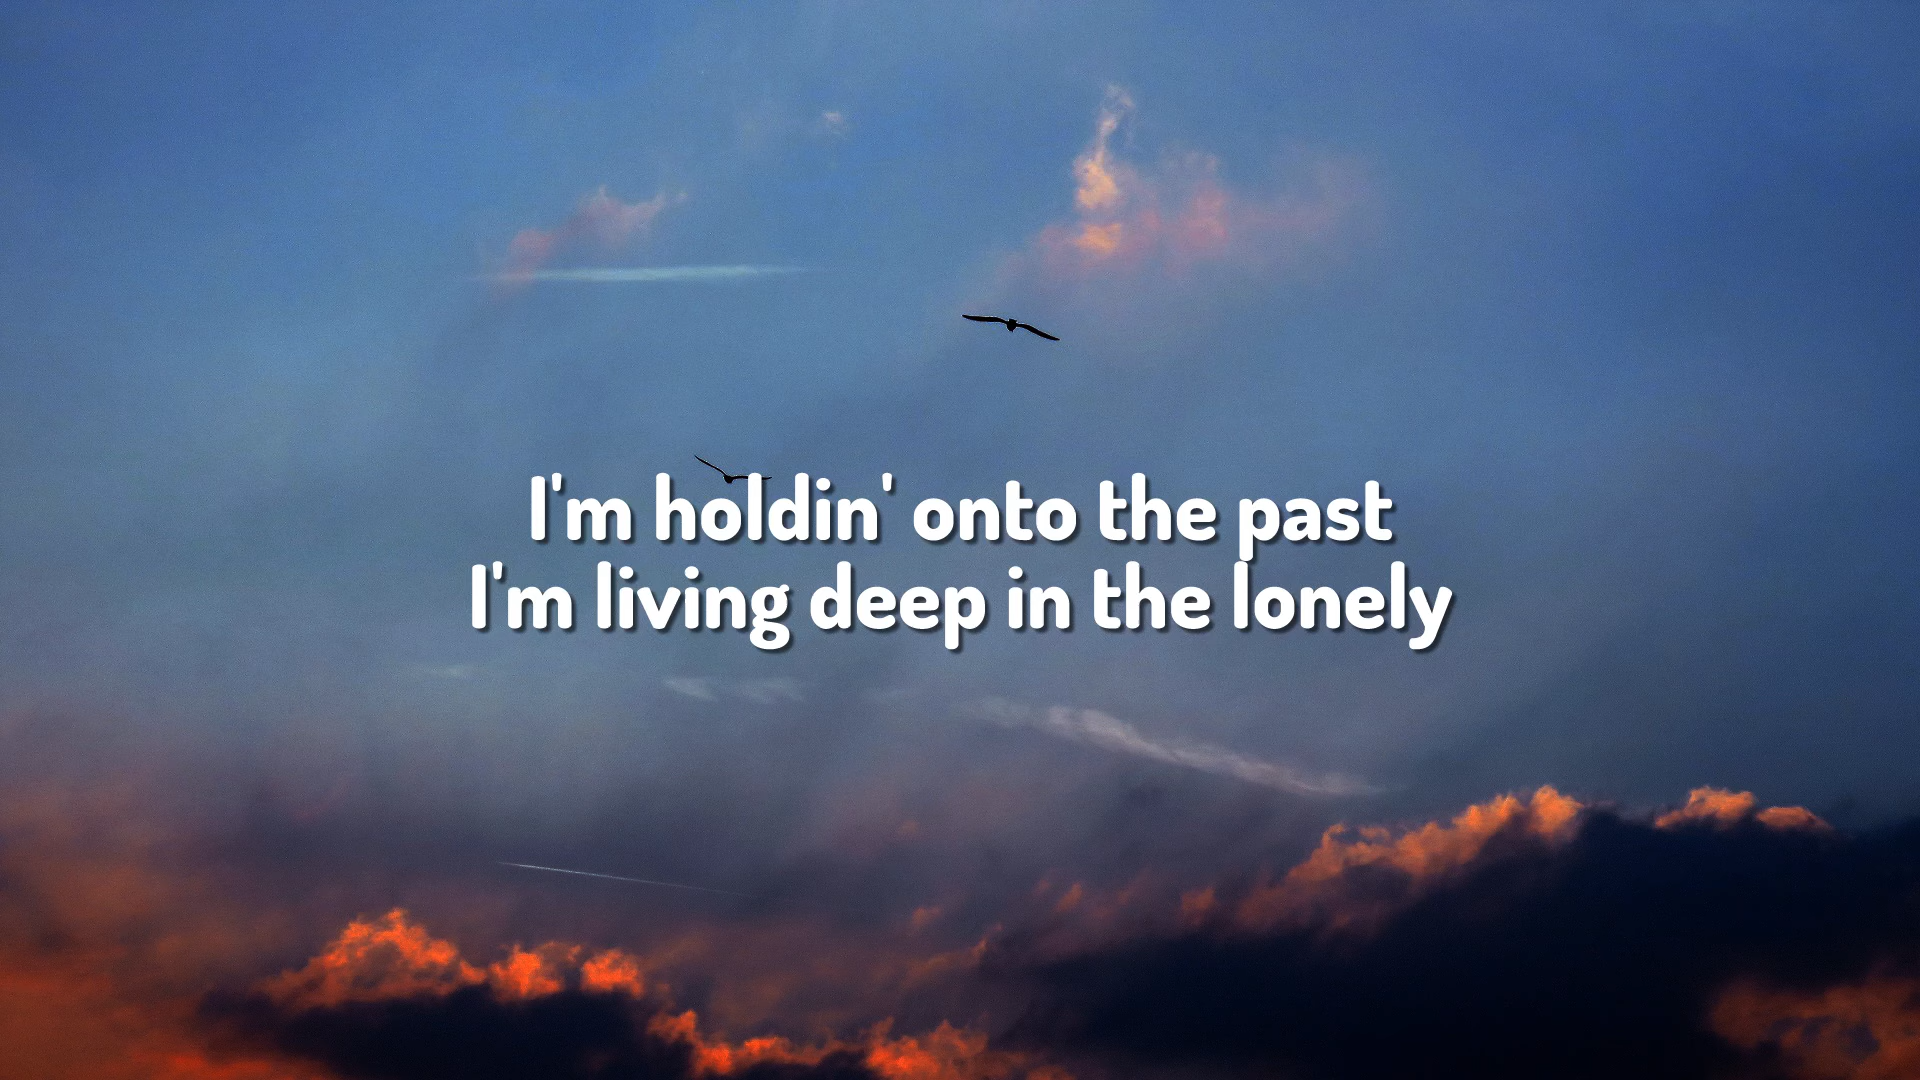 I'm holdin' onto the past
I'm living deep in the lonely